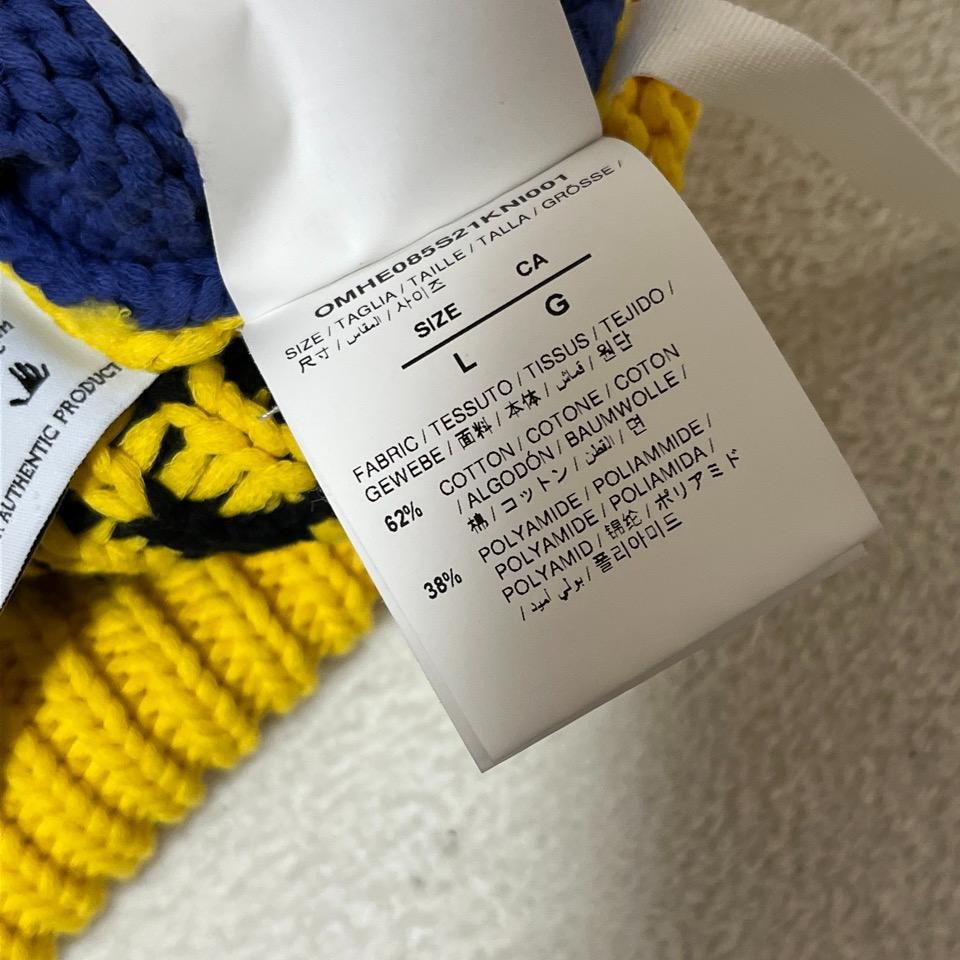 OMHE085S21KNI001
SIZE / TAGLIA / TAILLE / TALLA / GRÖSSE /
尺寸 / المقاس / 사이즈
SIZE CA
L G
FABRIC / TESSUTO / TISSUS / TEJIDO /
GEWEBE / 面料 / 本体 / قماش / 원단
62% COTTON / COTONE / COTON
/ ALGODÓN / BAUMWOLLE /
棉 / コットン / القطن / 면
38% POLYAMIDE / POLIAMMIDE /
POLYAMIDE / POLIAMIDA /
POLYAMID / 锦纶 / ポリアミド
/ بولي أميد / 폴리아미드
AUTHENTIC PRODUCT